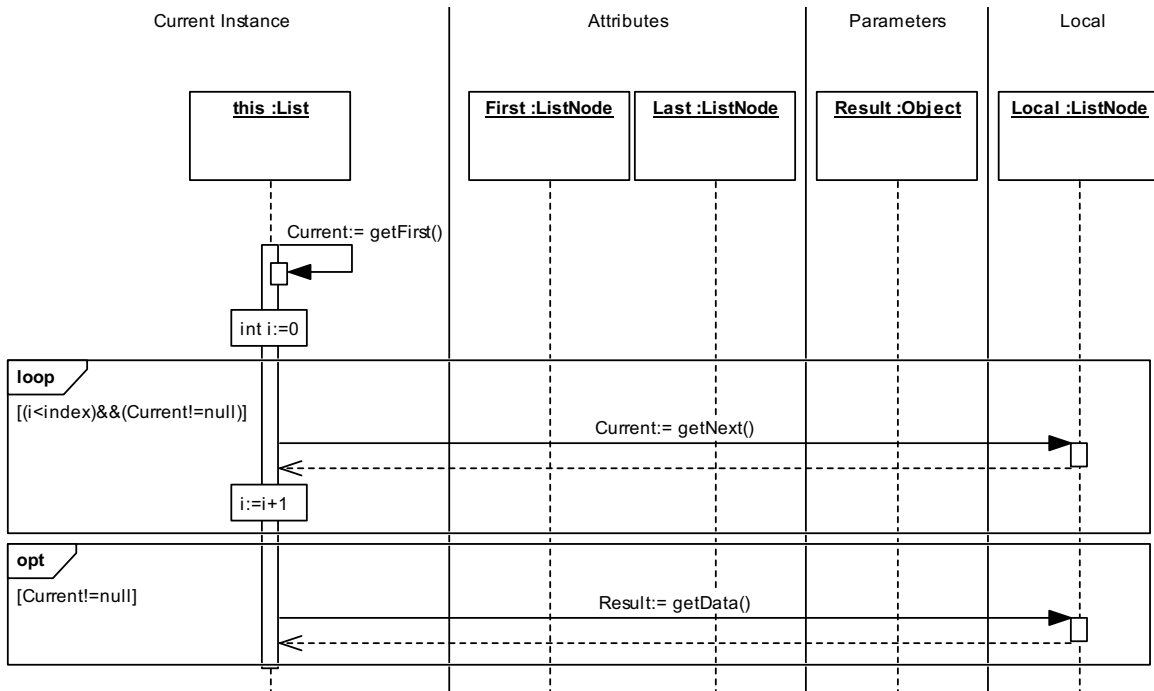 Current Instance
Attributes
Parameters
Local
this :List
First :ListNode
Last :ListNode
Result :Object
Local :ListNode
Current:= getFirst()
int i:=0
loop
[(i<index)&&(Current!=null)]
Current:= getNext()
i:=i+1
opt
[Current!=null]
Result:= getData()